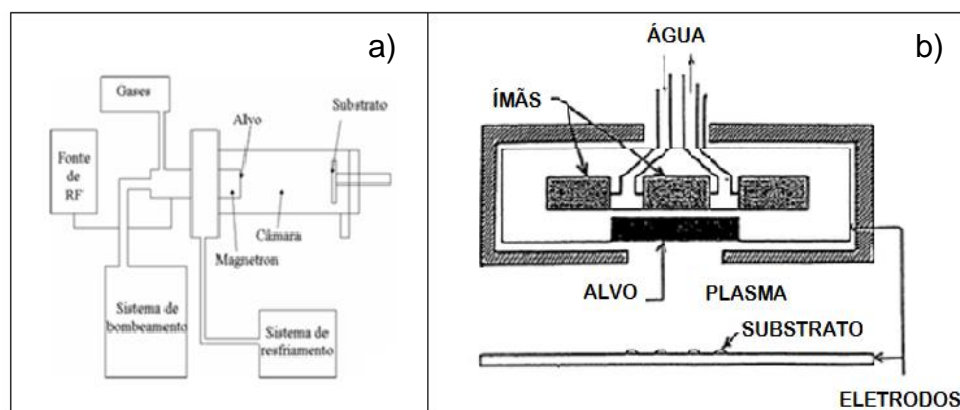 a)
Gases
Substrato
Alvo
Fonte
de
RF
Câmara
Magnetron
Sistema de
bombeamento
Sistema de
resfriamento
b)
ÁGUA
ÍMÃS
ALVO
PLASMA
SUBSTRATO
ELETRODOS